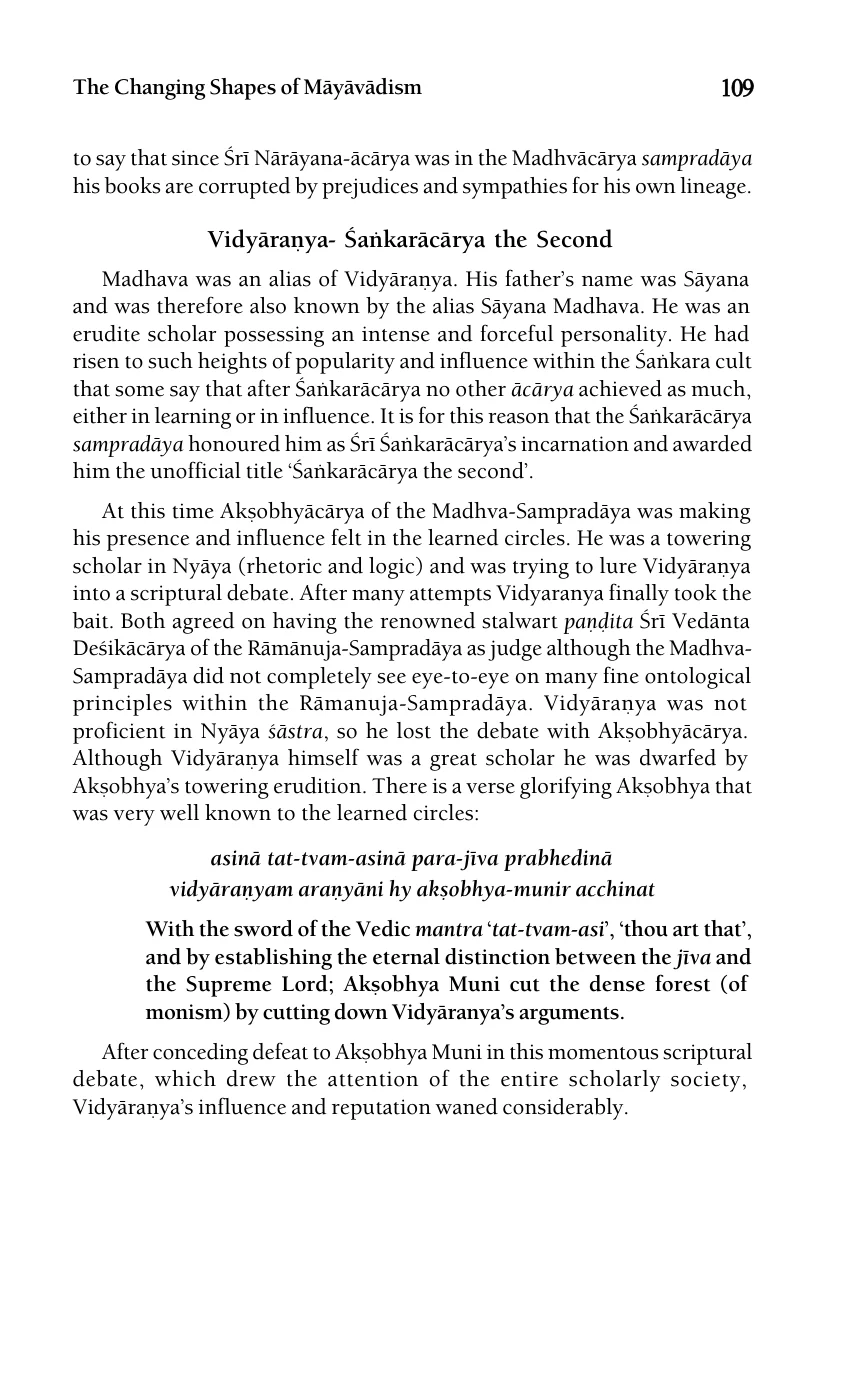 The Changing Shapes of Māyāvādism 109
to say that since Śrī Nārāyana-ācārya was in the Madhvācārya sampradāya
his books are corrupted by prejudices and sympathies for his own lineage.
Vidyāraṇya- Śaṅkarācārya the Second
Madhava was an alias of Vidyāraṇya. His father’s name was Sāyana
and was therefore also known by the alias Sāyana Madhava. He was an
erudite scholar possessing an intense and forceful personality. He had
risen to such heights of popularity and influence within the Śaṅkara cult
that some say that after Śaṅkarācārya no other ācārya achieved as much,
either in learning or in influence. It is for this reason that the Śaṅkarācārya
sampradāya honoured him as Śrī Śaṅkarācārya’s incarnation and awarded
him the unofficial title ‘Śaṅkarācārya the second’.
At this time Akṣobhyācārya of the Madhva-Sampradāya was making
his presence and influence felt in the learned circles. He was a towering
scholar in Nyāya (rhetoric and logic) and was trying to lure Vidyāraṇya
into a scriptural debate. After many attempts Vidyaranya finally took the
bait. Both agreed on having the renowned stalwart paṇḍita Śrī Vedānta
Deśikācārya of the Rāmānuja-Sampradāya as judge although the Madhva-
Sampradāya did not completely see eye-to-eye on many fine ontological
principles within the Rāmanuja-Sampradāya. Vidyāraṇya was not
proficient in Nyāya śāstra, so he lost the debate with Akṣobhyācārya.
Although Vidyāraṇya himself was a great scholar he was dwarfed by
Akṣobhya’s towering erudition. There is a verse glorifying Akṣobhya that
was very well known to the learned circles:
asinā tat-tvam-asinā para-jīva prabhedinā
vidyāraṇyam araṇyāni hy akṣobhya-munir acchinat
With the sword of the Vedic mantra ‘tat-tvam-asi’, ‘thou art that’,
and by establishing the eternal distinction between the jīva and
the Supreme Lord; Akṣobhya Muni cut the dense forest (of
monism) by cutting down Vidyāranya’s arguments.
After conceding defeat to Akṣobhya Muni in this momentous scriptural
debate, which drew the attention of the entire scholarly society,
Vidyāraṇya’s influence and reputation waned considerably.